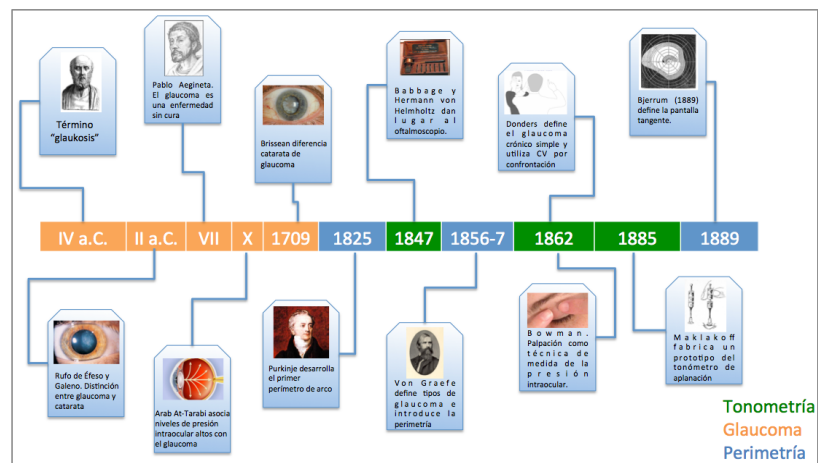 Término
"glaukosis"
Pablo Aegineta.
El glaucoma es
una enfermedad
sin cura
Brissean diferencia
catarata de
glaucoma
Babbage y
Hermann von
Helmholtz dan
lugar al
oftalmoscopio.
Donders define
el glaucoma
crónico simple y
utiliza CV por
confrontación
Bjerrum (1889)
define la pantalla
tangente.
IV a.C. II a.C. VII X 1709 1825 1847 1856-7 1862 1885 1889
Rufo de Éfeso y
Galeno. Distinción
entre glaucoma y
catarata
Arab At-Tarabi asocia
niveles de presión
intraocular altos con
el glaucoma
Purkinje desarrolla
el primer
perímetro de arco
Von Graefe
define tipos de
glaucoma e
introduce la
perimetría
Bowman.
Palpación como
técnica de
medida de la
presión
intraocular.
Maklakoff
fabrica un
prototipo del
tonómetro de
aplanación
Tonometría
Glaucoma
Perimetría